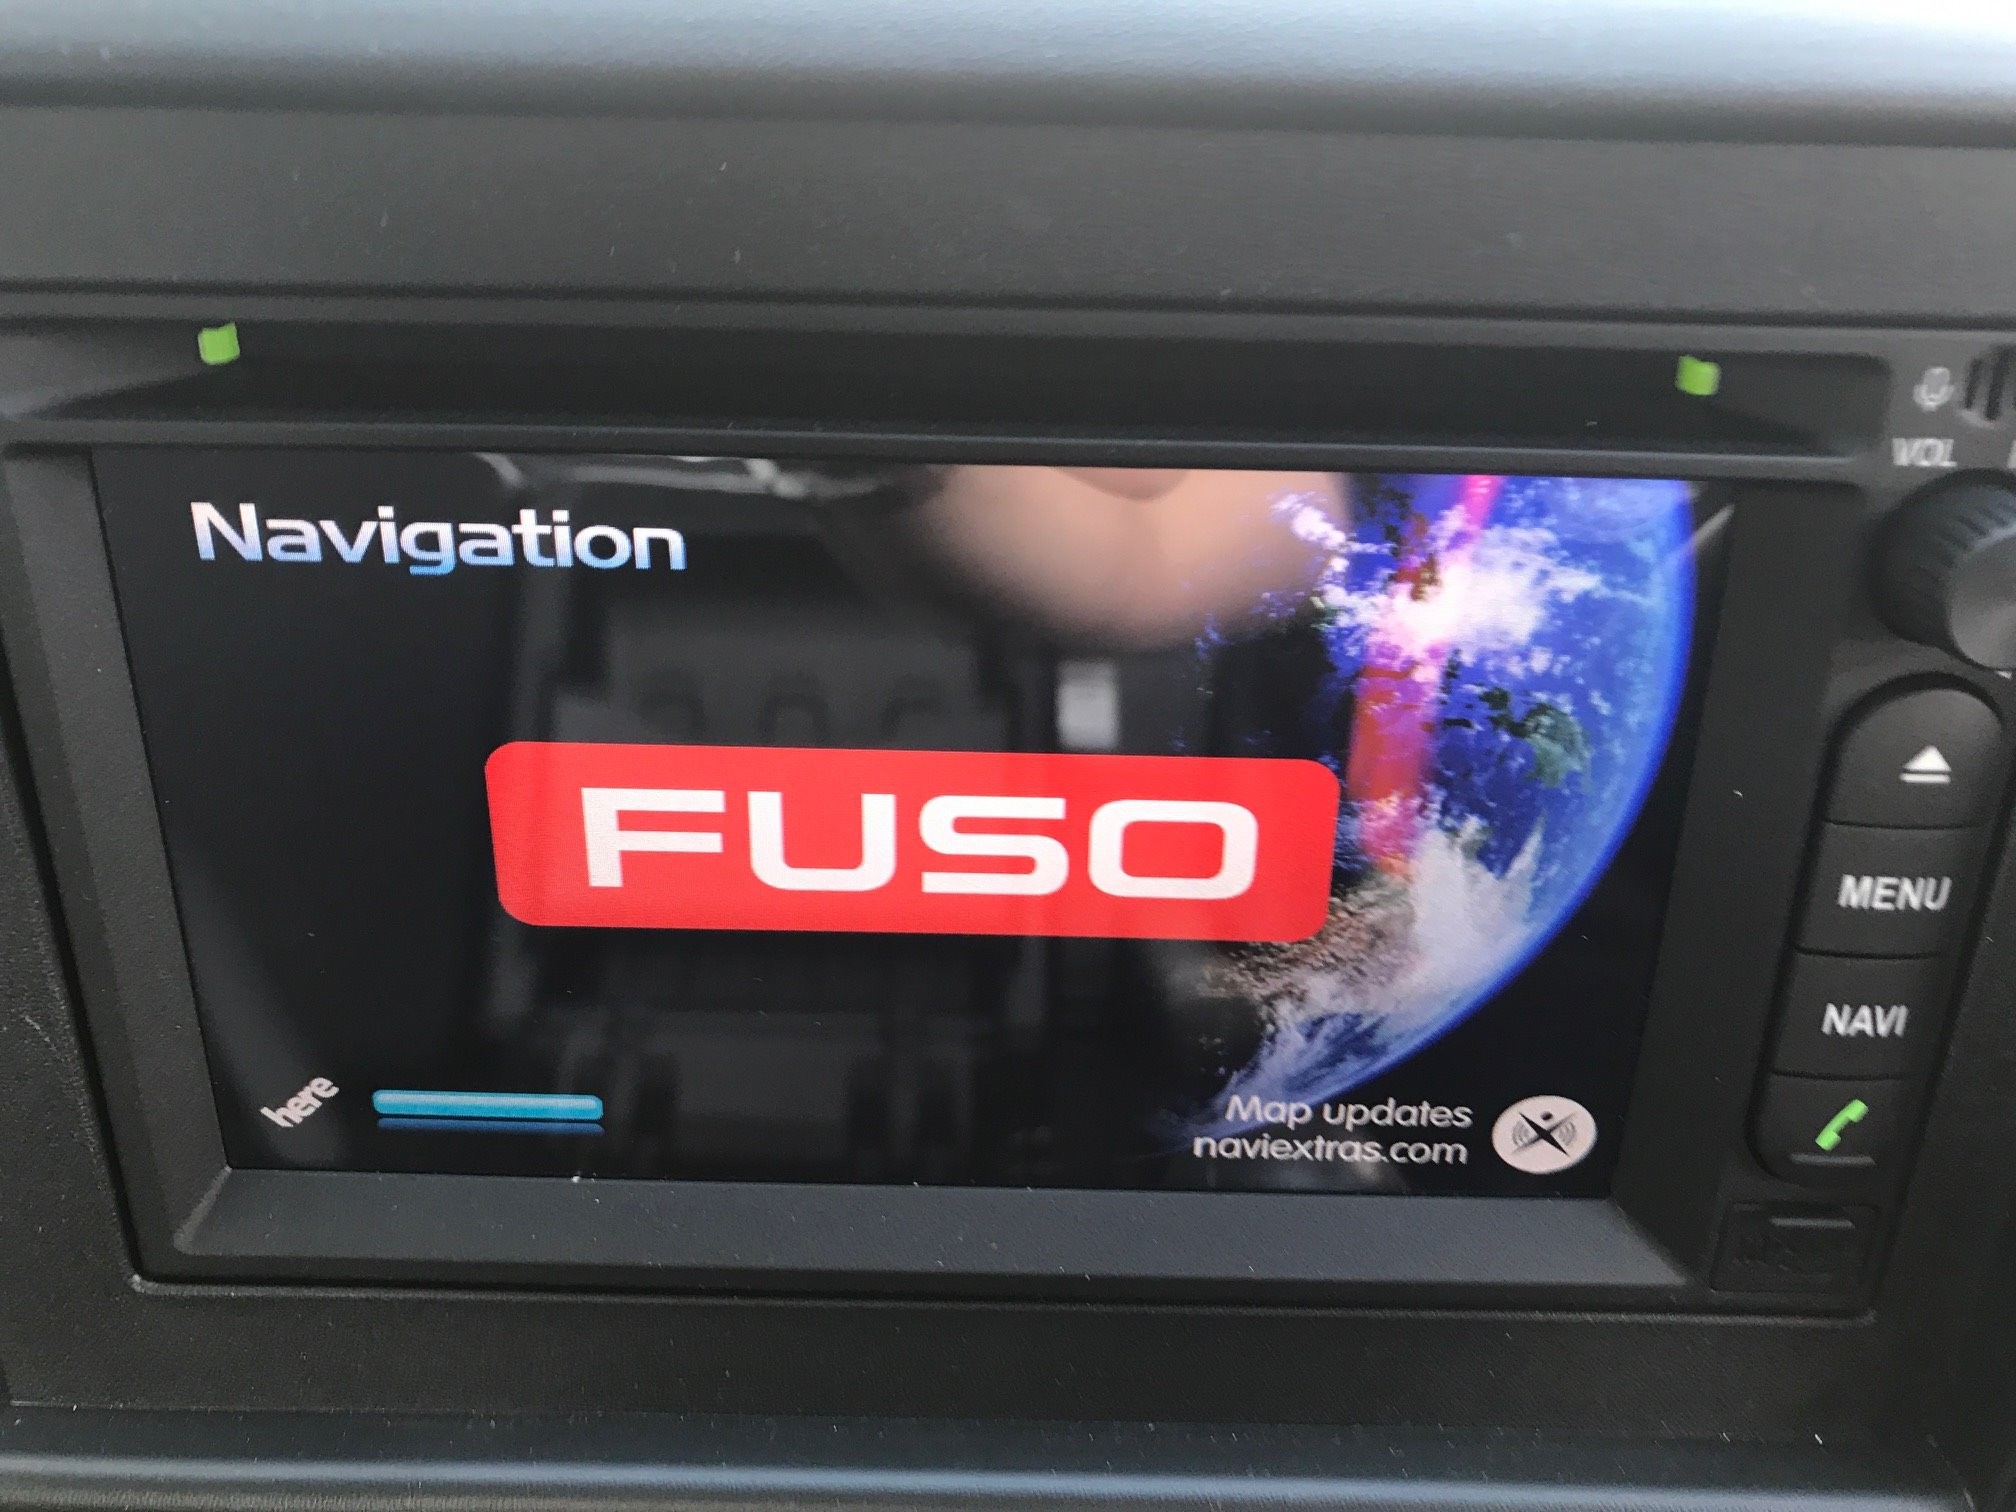 VOL
Navigation
FUSO
MENU
NAVI
here
Map updates
naviextras.com